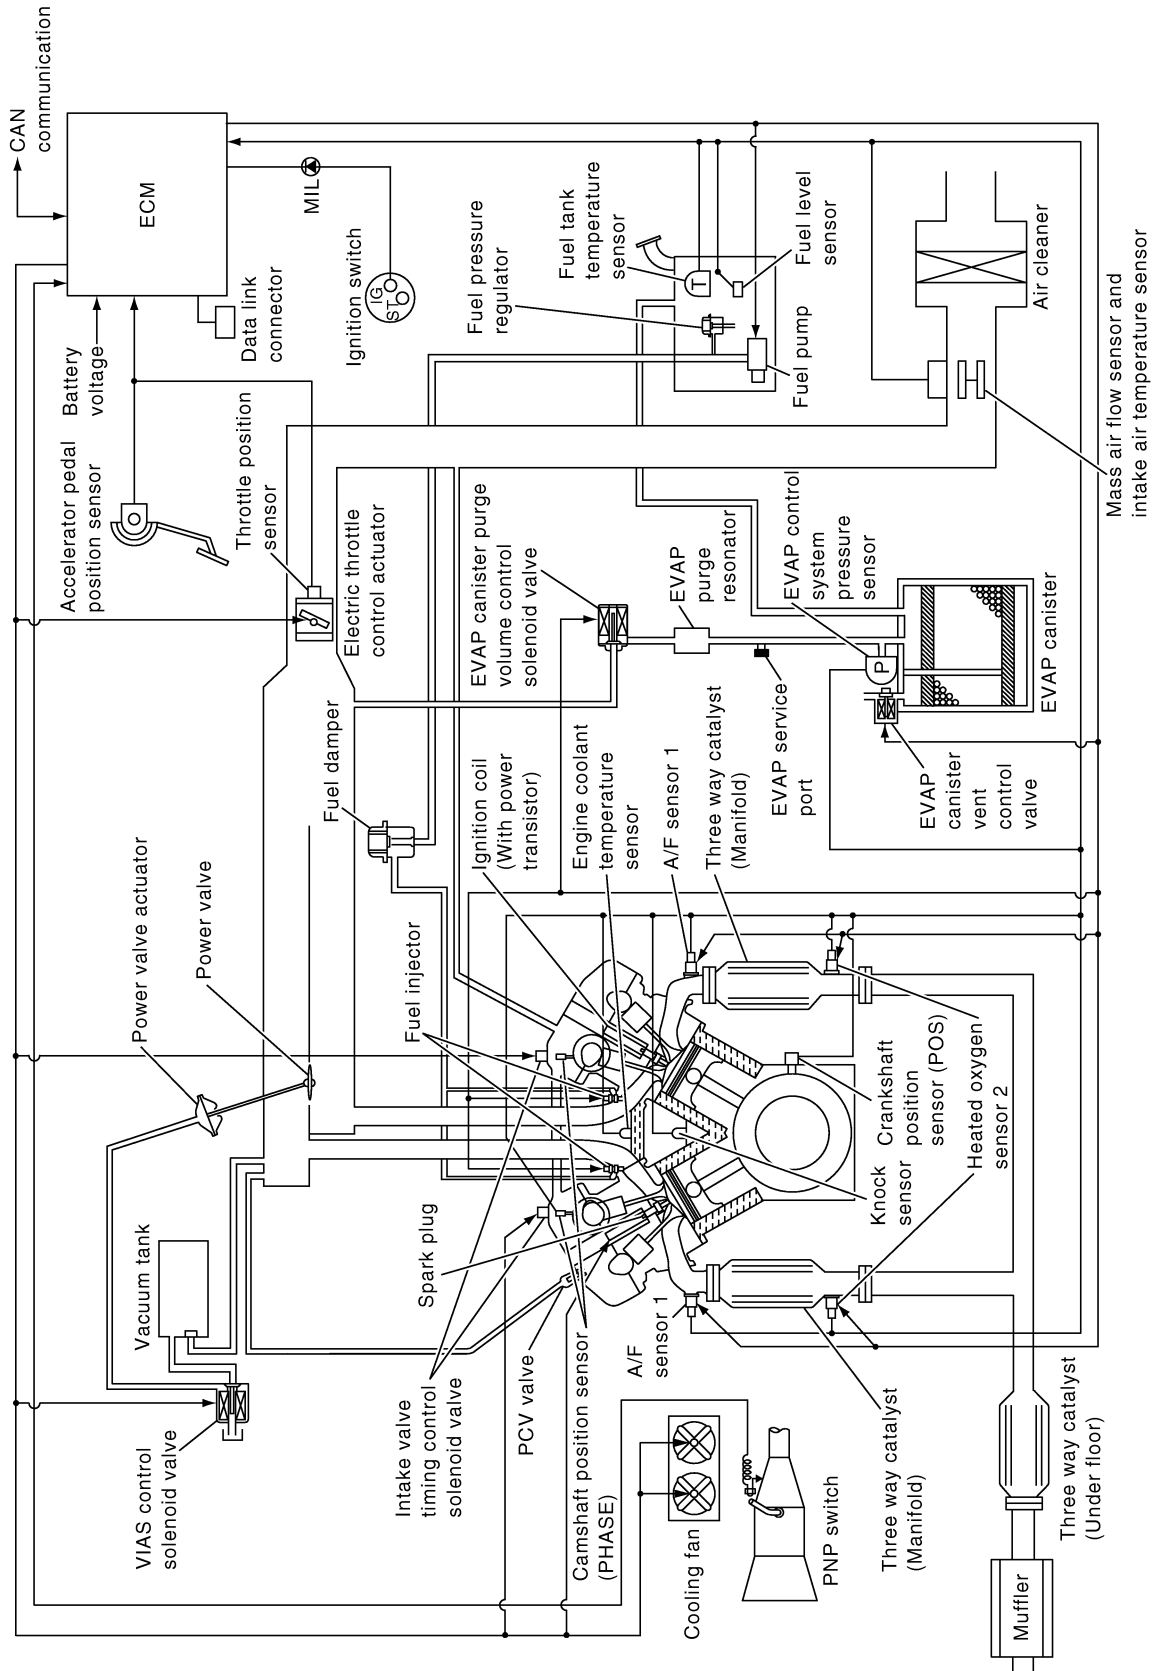 CAN
communication
ECM
MIL
Ignition switch
IG
ST
Data link
connector
Battery
voltage
Accelerator pedal
position sensor
Throttle position
sensor
Electric throttle
control actuator
Fuel pressure
regulator
Fuel tank
temperature
sensor
T
Fuel level
sensor
Fuel pump
Air cleaner
Mass air flow sensor and
intake air temperature sensor
EVAP canister purge
volume control
solenoid valve
EVAP
purge
resonator
EVAP control
system
pressure
sensor
P
EVAP canister
EVAP service
port
EVAP
canister
vent
control
valve
Fuel damper
Power valve actuator
Power valve
Fuel injector
Ignition coil
(With power
transistor)
Engine coolant
temperature
sensor
A/F sensor 1
Three way catalyst
(Manifold)
Vacuum tank
VIAS control
solenoid valve
Spark plug
Intake valve
timing control
solenoid valve
PCV valve
Camshaft position sensor
(PHASE)
A/F
sensor 1
Knock
sensor
Crankshaft
position
sensor (POS)
Heated oxygen
sensor 2
Cooling fan
PNP switch
Three way catalyst
(Manifold)
Three way catalyst
(Under floor)
Muffler